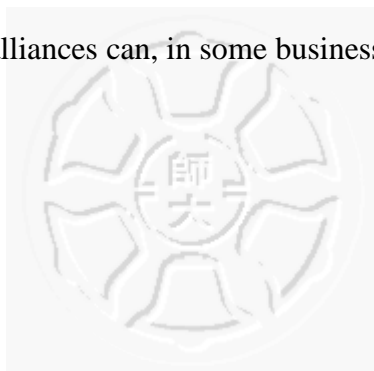 lliances can, in some business
師
大